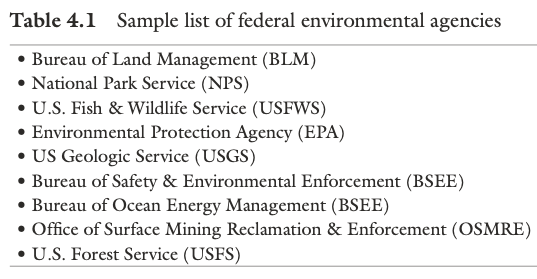 Table 4.1 Sample list of federal environmental agencies
• Bureau of Land Management (BLM)
• National Park Service (NPS)
• U.S. Fish & Wildlife Service (USFWS)
• Environmental Protection Agency (EPA)
• US Geologic Service (USGS)
• Bureau of Safety & Environmental Enforcement (BSEE)
• Bureau of Ocean Energy Management (BSEE)
• Office of Surface Mining Reclamation & Enforcement (OSMRE)
• U.S. Forest Service (USFS)